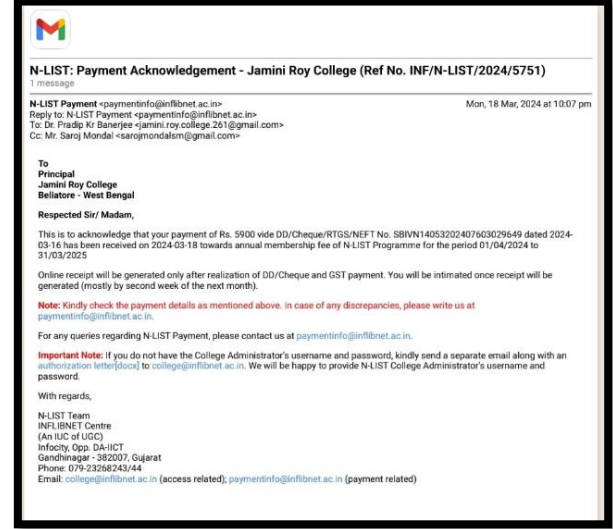 N-LIST: Payment Acknowledgement - Jamini Roy College (Ref No. INF/N-LIST/2024/5751)
1 message
N-LIST Payment <paymentinfo@inflibnet.ac.in> Mon, 18 Mar, 2024 at 10:07 pm
Reply to: N-LIST Payment <paymentinfo@inflibnet.ac.in>
To: Dr. Pradip Kr Banerjee <jamini.roy.college.261@gmail.com>
Cc: Mr. Saroj Mondal <sarojmondalsm@gmail.com>
To
Principal
Jamini Roy College
Beliatore - West Bengal
Respected Sir/ Madam,
This is to acknowledge that your payment of Rs. 5900 vide DD/Cheque/RTGS/NEFT No. SBIVN14053202407603029649 dated 2024-
03-16 has been received on 2024-03-18 towards annual membership fee of N-LIST Programme for the period 01/04/2024 to
31/03/2025
Online receipt will be generated only after realization of DD/Cheque and GST payment. You will be intimated once receipt will be
generated (mostly by second week of the next month).
Note: Kindly check the payment details as mentioned above. In case of any discrepancies, please write us at
paymentinfo@inflibnet.ac.in.
For any queries regarding N-LIST Payment, please contact us at paymentinfo@inflibnet.ac.in.
Important Note: If you do not have the College Administrator's username and password, kindly send a separate email along with an
authorization letter[docx] to college@inflibnet.ac.in. We will be happy to provide N-LIST College Administrator's username and
password.
With regards,
N-LIST Team
INFLIBNET Centre
(An IUC of UGC)
Infocity, Opp. DA-IICT
Gandhinagar - 382007, Gujarat
Phone: 079-23268243/44
Email: college@inflibnet.ac.in (access related); paymentinfo@inflibnet.ac.in (payment related)